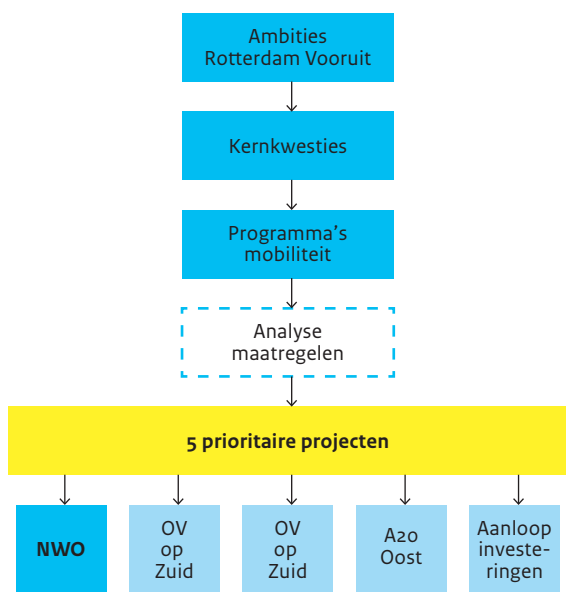 Ambities
Rotterdam Vooruit
Kernkwesties
Programma's
mobiliteit
Analyse
maatregelen
5 prioritaire projecten
NWO
OV
op
Zuid
OV
op
Zuid
A20
Oost
Aanloop
investe-
ringen